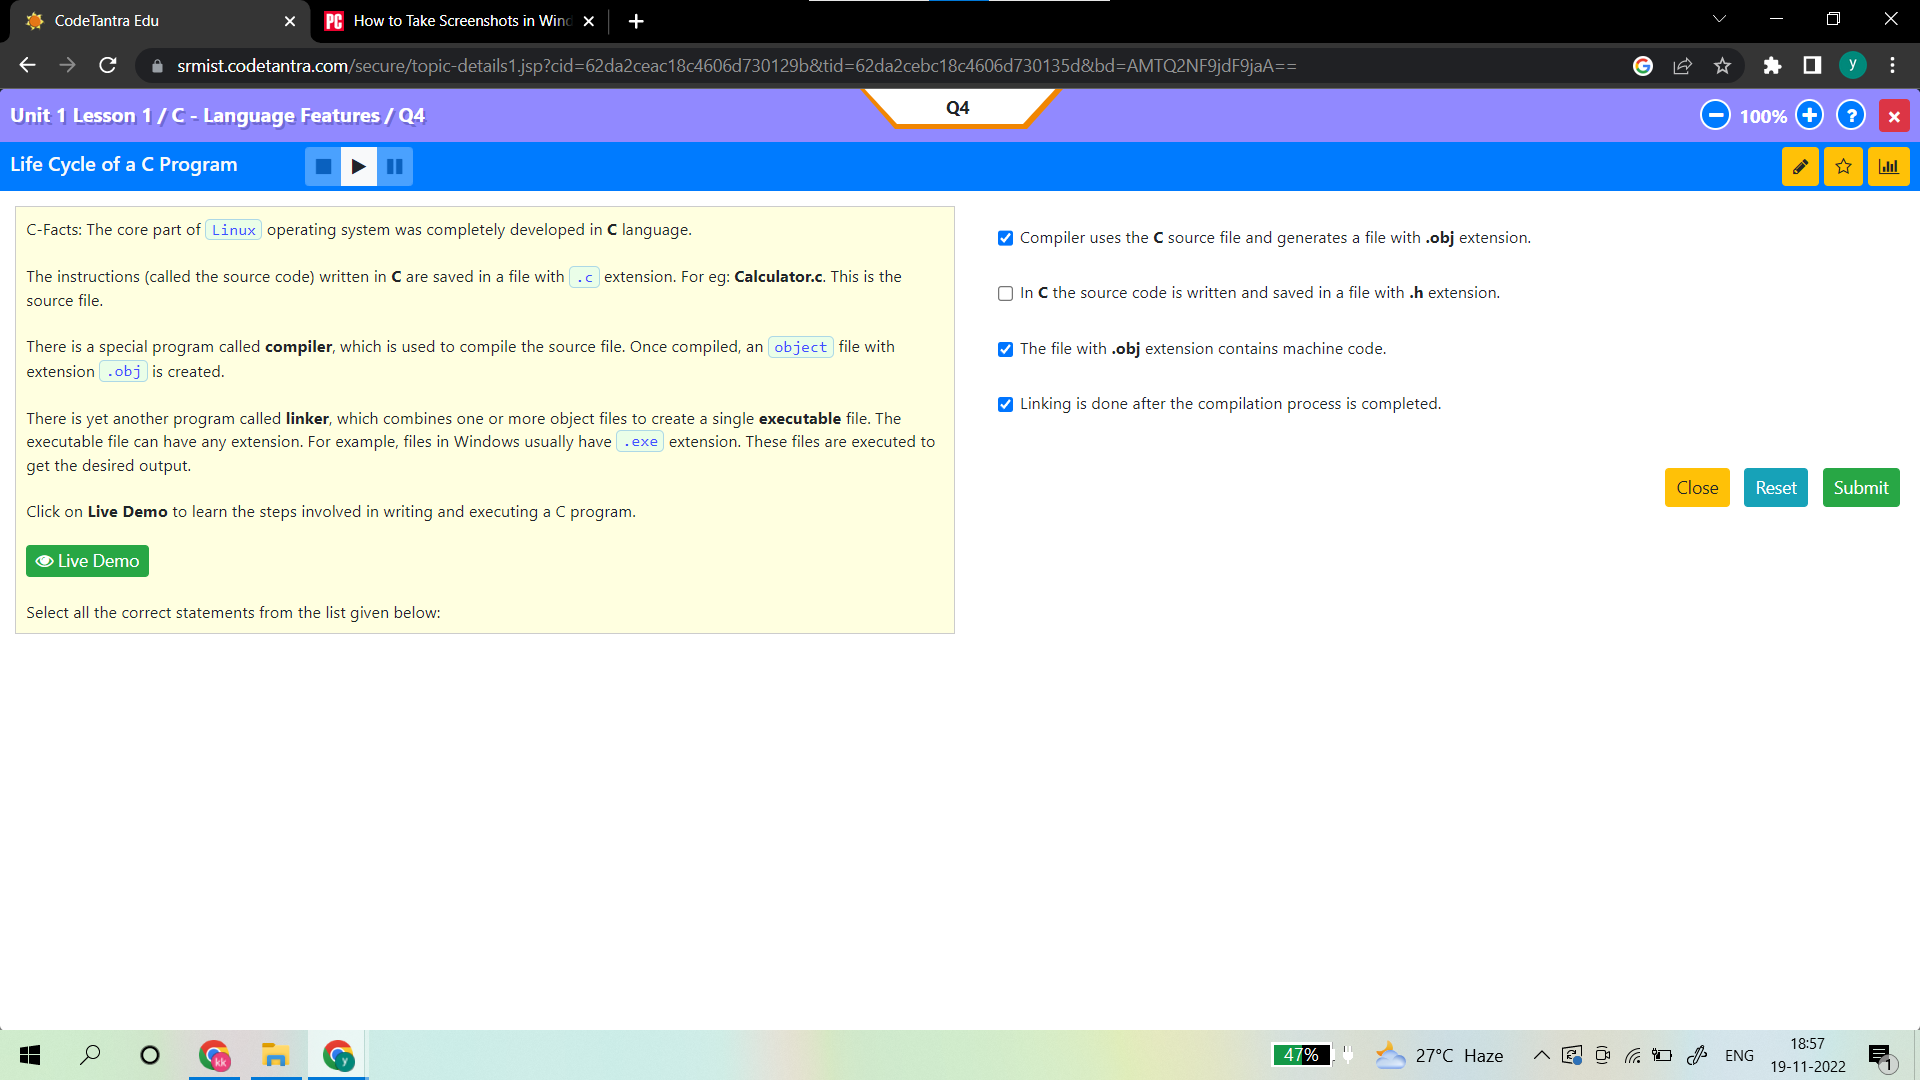 CodeTantra Edu
How to Take Screenshots in Wind
srmist.codetantra.com/secure/topic-details1.jsp?cid=62da2ceac18c4606d730129b&tid=62da2cebc18c4606d730135d&bd=AMTQ2NF9jdF9jaA==
Unit 1 Lesson 1 / C - Language Features / Q4
Q4
100%
Life Cycle of a C Program
C-Facts: The core part of Linux operating system was completely developed in C language.
The instructions (called the source code) written in C are saved in a file with .c extension. For eg: Calculator.c. This is the
source file.
There is a special program called compiler, which is used to compile the source file. Once compiled, an object file with
extension .obj is created.
There is yet another program called linker, which combines one or more object files to create a single executable file. The
executable file can have any extension. For example, files in Windows usually have .exe extension. These files are executed to
get the desired output.
Click on Live Demo to learn the steps involved in writing and executing a C program.
Live Demo
Select all the correct statements from the list given below:
Compiler uses the C source file and generates a file with .obj extension.
In C the source code is written and saved in a file with .h extension.
The file with .obj extension contains machine code.
Linking is done after the compilation process is completed.
Close Reset Submit
47%
27°C Haze
ENG
18:57
19-11-2022
1